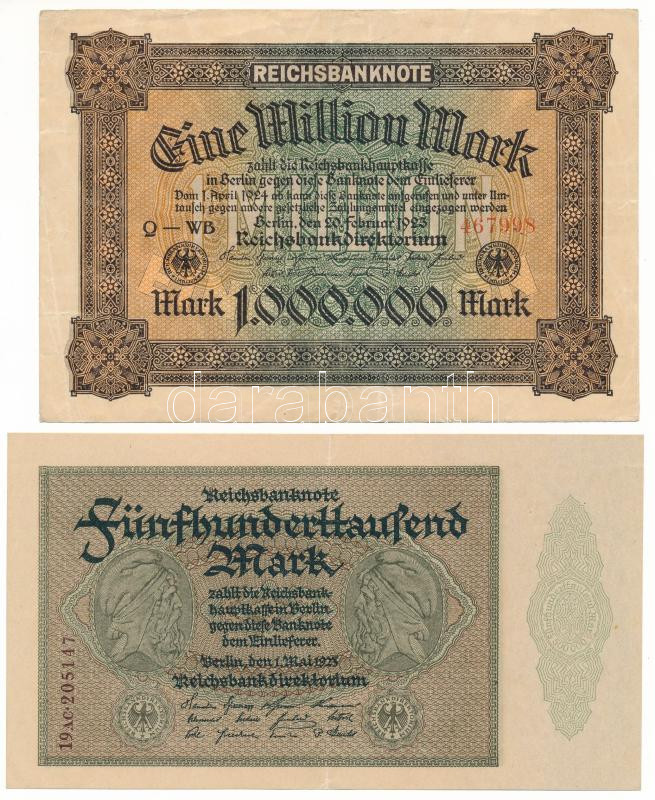 REICHSBANKNOTE
Eine Million Mark
zahlt die Reichsbankhauptkasse
in Berlin gegen diese Banknote dem Einlieferer
Vom 1. April 1924 ab kann diese Banknote aufgerufen und unter Um-
tausch gegen andere gesetzliche Zahlungsmittel eingezogen werden
Berlin, den 20. Februar 1923
Q — WB
467998
Reichsbankdirektorium
Mark 1.000.000 Mark
darabanth
Reichsbanknote
Fünfhunderttausend
Mark
zahlt die Reichsbank-
hauptkasse in Berlin
gegen diese Banknote
dem Einlieferer.
Berlin, den 1. Mai 1923
Reichsbankdirektorium
19AC·205147